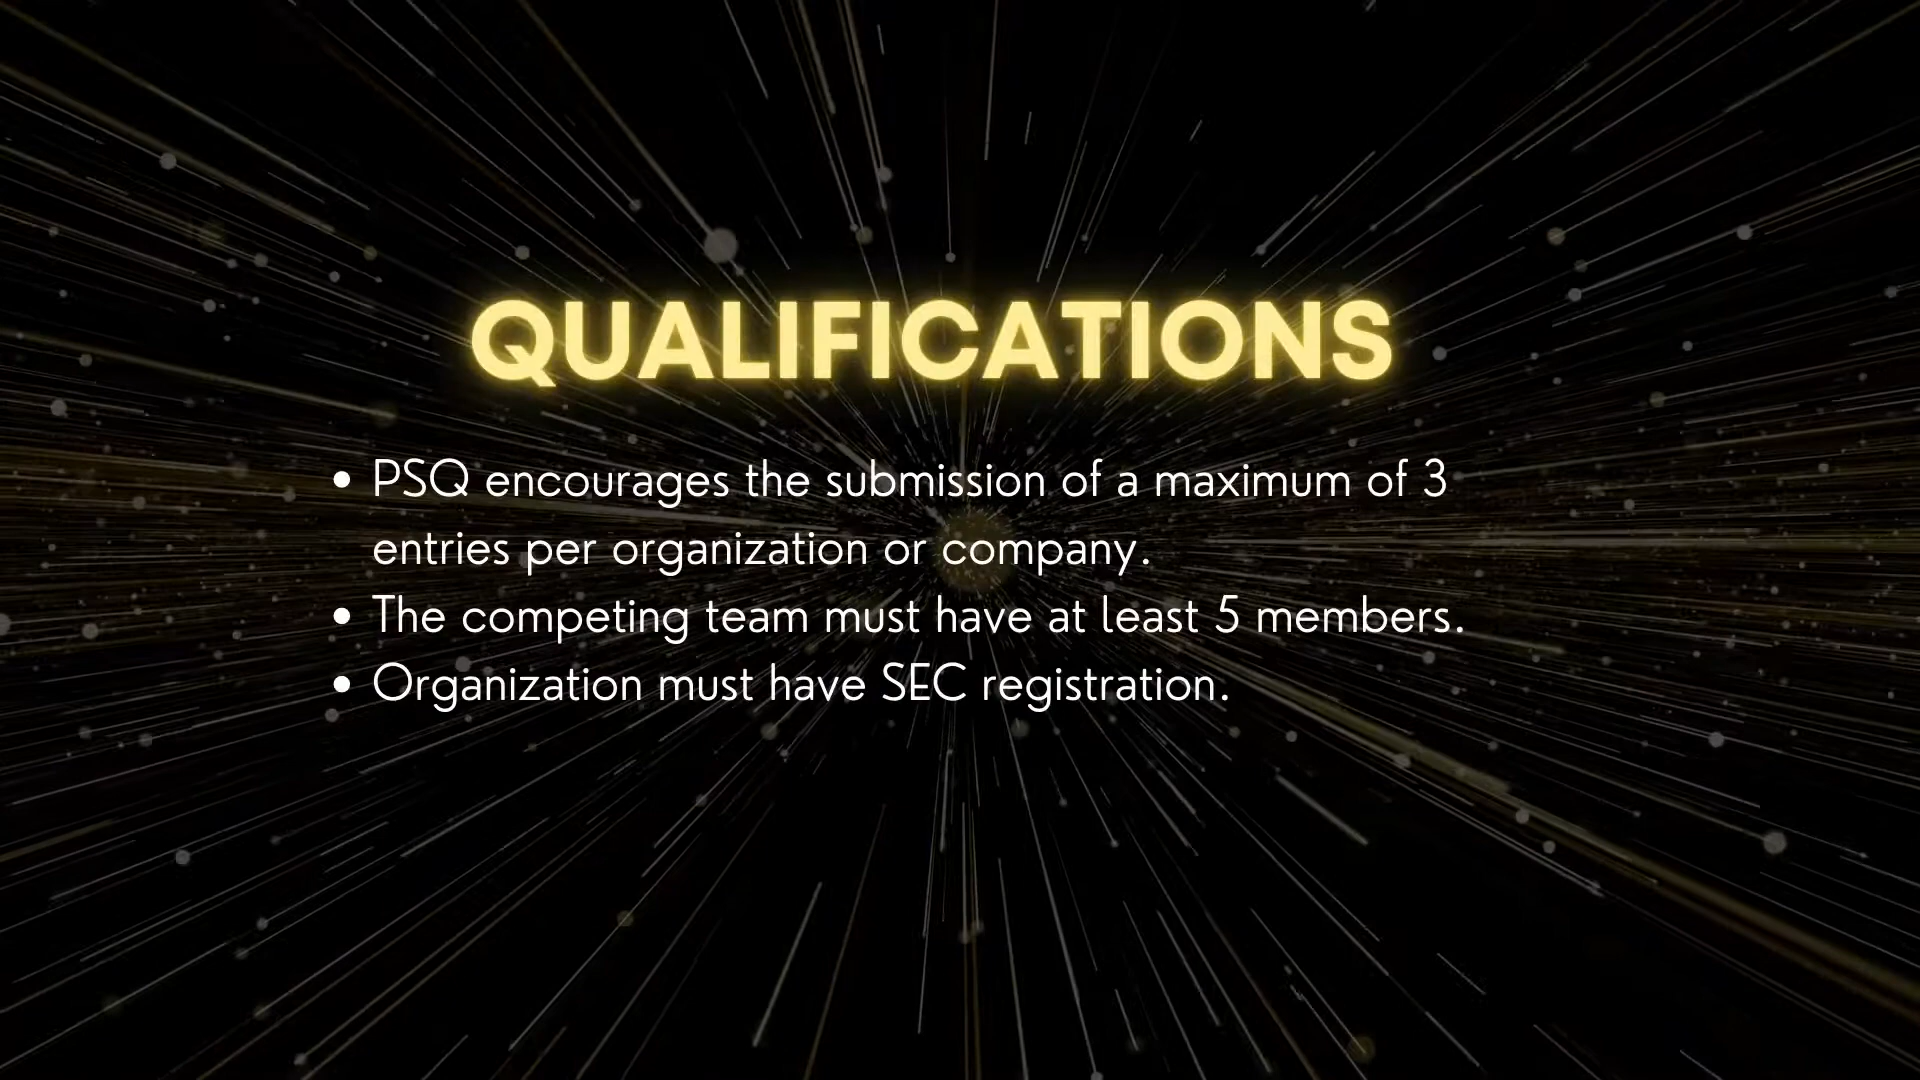 QUALIFICATIONS
• PSQ encourages the submission of a maximum of 3
entries per organization or company.
• The competing team must have at least 5 members.
• Organization must have SEC registration.